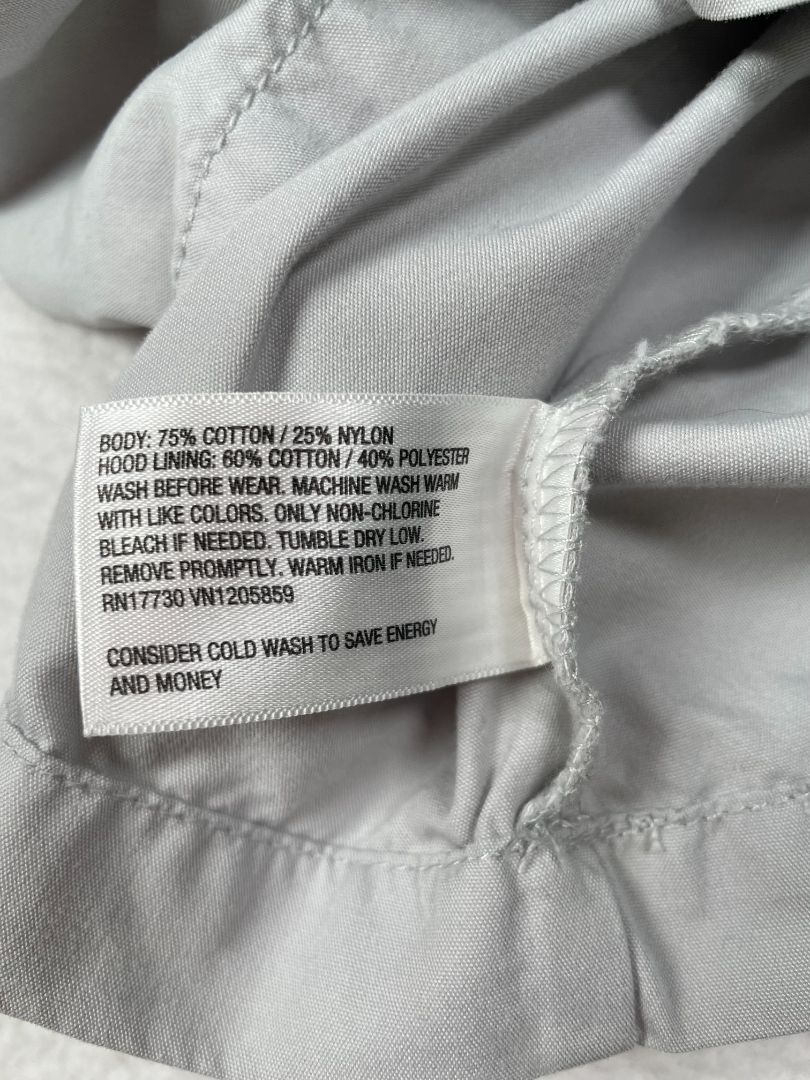 BODY: 75% COTTON / 25% NYLON
HOOD LINING: 60% COTTON / 40% POLYESTER
WASH BEFORE WEAR. MACHINE WASH WARM
WITH LIKE COLORS. ONLY NON-CHLORINE
BLEACH IF NEEDED. TUMBLE DRY LOW.
REMOVE PROMPTLY. WARM IRON IF NEEDED.
RN17730 VN1205859
CONSIDER COLD WASH TO SAVE ENERGY
AND MONEY